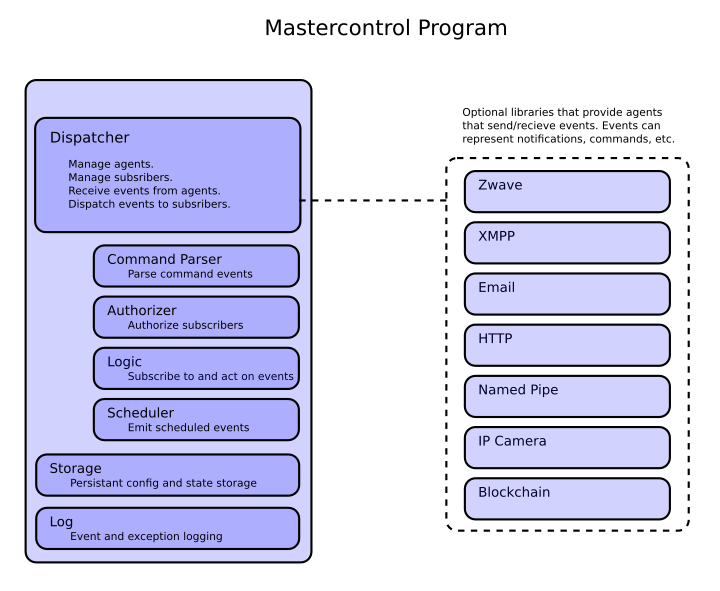 Mastercontrol Program
Dispatcher
Manage agents.
Manage subsribers.
Receive events from agents.
Dispatch events to subsribers.
Command Parser
Parse command events
Authorizer
Authorize subscribers
Logic
Subscribe to and act on events
Scheduler
Emit scheduled events
Storage
Persistant config and state storage
Log
Event and exception logging
Optional libraries that provide agents
that send/recieve events. Events can
represent notifications, commands, etc.
Zwave
XMPP
Email
HTTP
Named Pipe
IP Camera
Blockchain